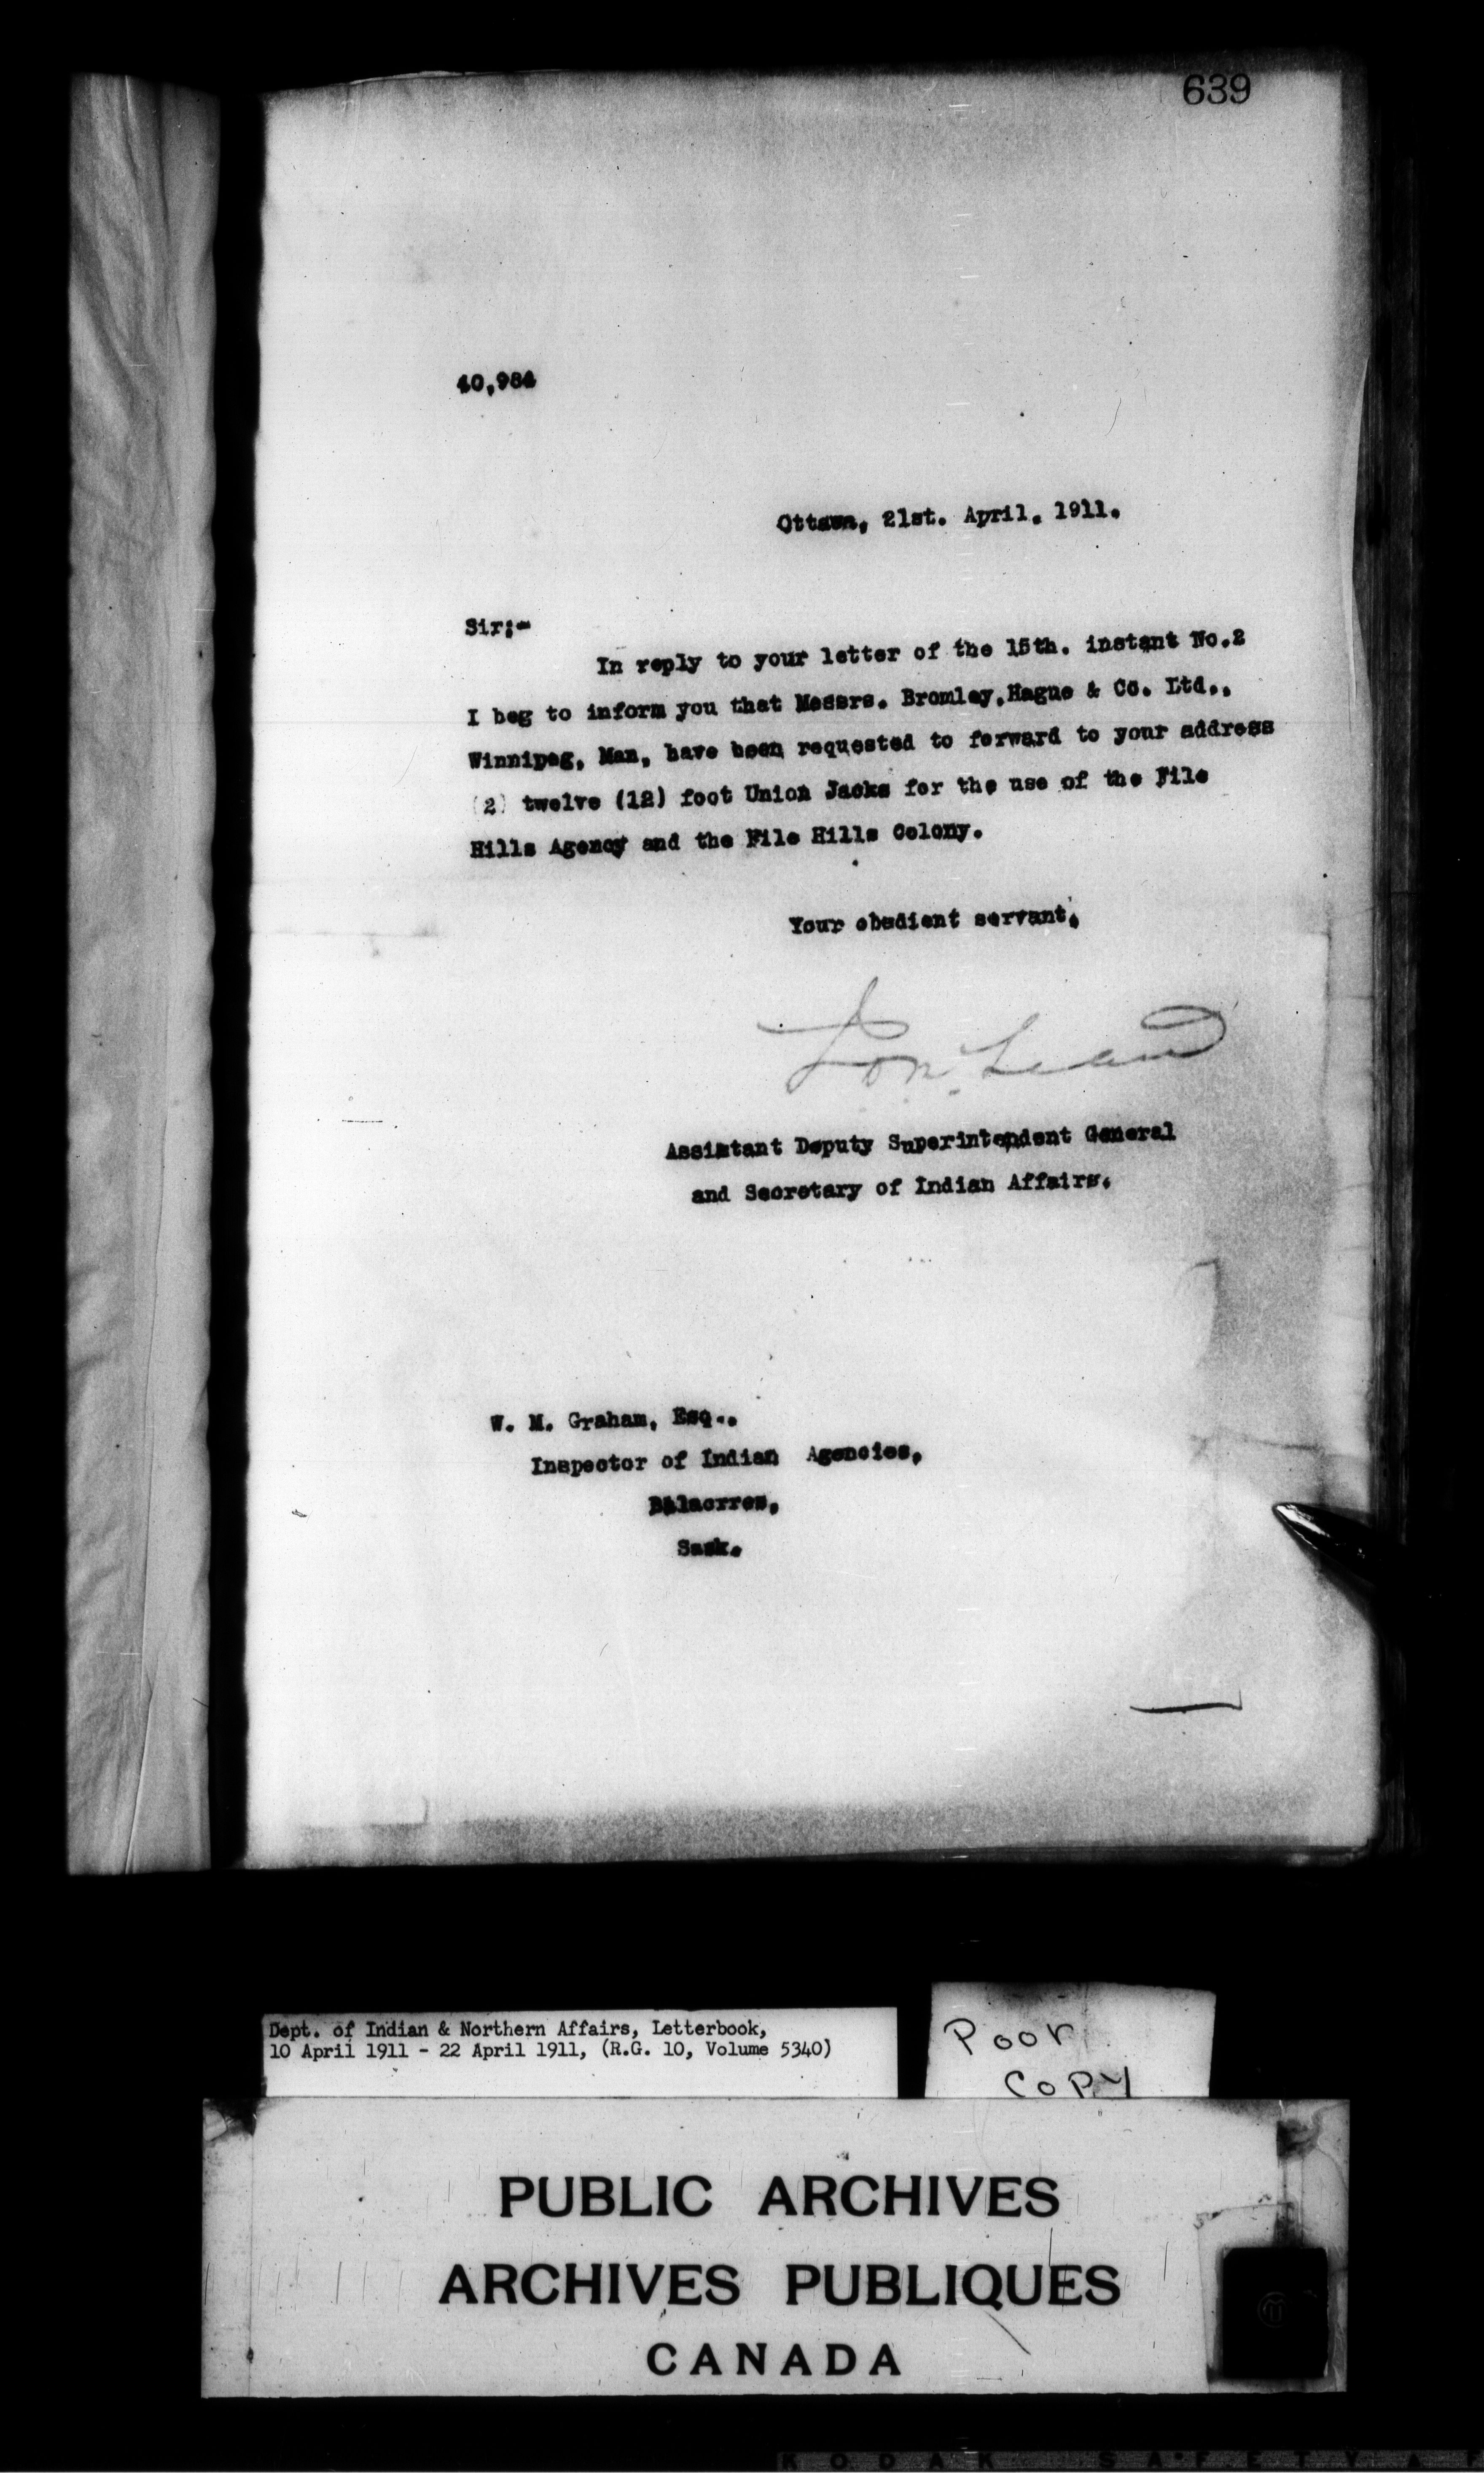 639
40,984
Ottawa, 21st. April. 1911.
Sir:-
In reply to your letter of the 15th. instant No.2
I beg to inform you that Messrs. Bromley,Hague & Co. Ltd.,
Winnipeg, Man, have been requested to forward to your address
(2) twelve (12) foot Union Jacks for the use of the File
Hills Agency and the File Hills Colony.
Your obedient servant,
Assistant Deputy Superintendent General
and Secretary of Indian Affairs.
W. M. Graham, Esq.,
Inspector of Indian Agencies,
Balacrres,
Sask.
Dept. of Indian & Northern Affairs, Letterbook,
10 April 1911 - 22 April 1911, (R.G. 10, Volume 5340)
Poor
COPY
PUBLIC ARCHIVES
ARCHIVES PUBLIQUES
CANADA
KODAK SAFETY